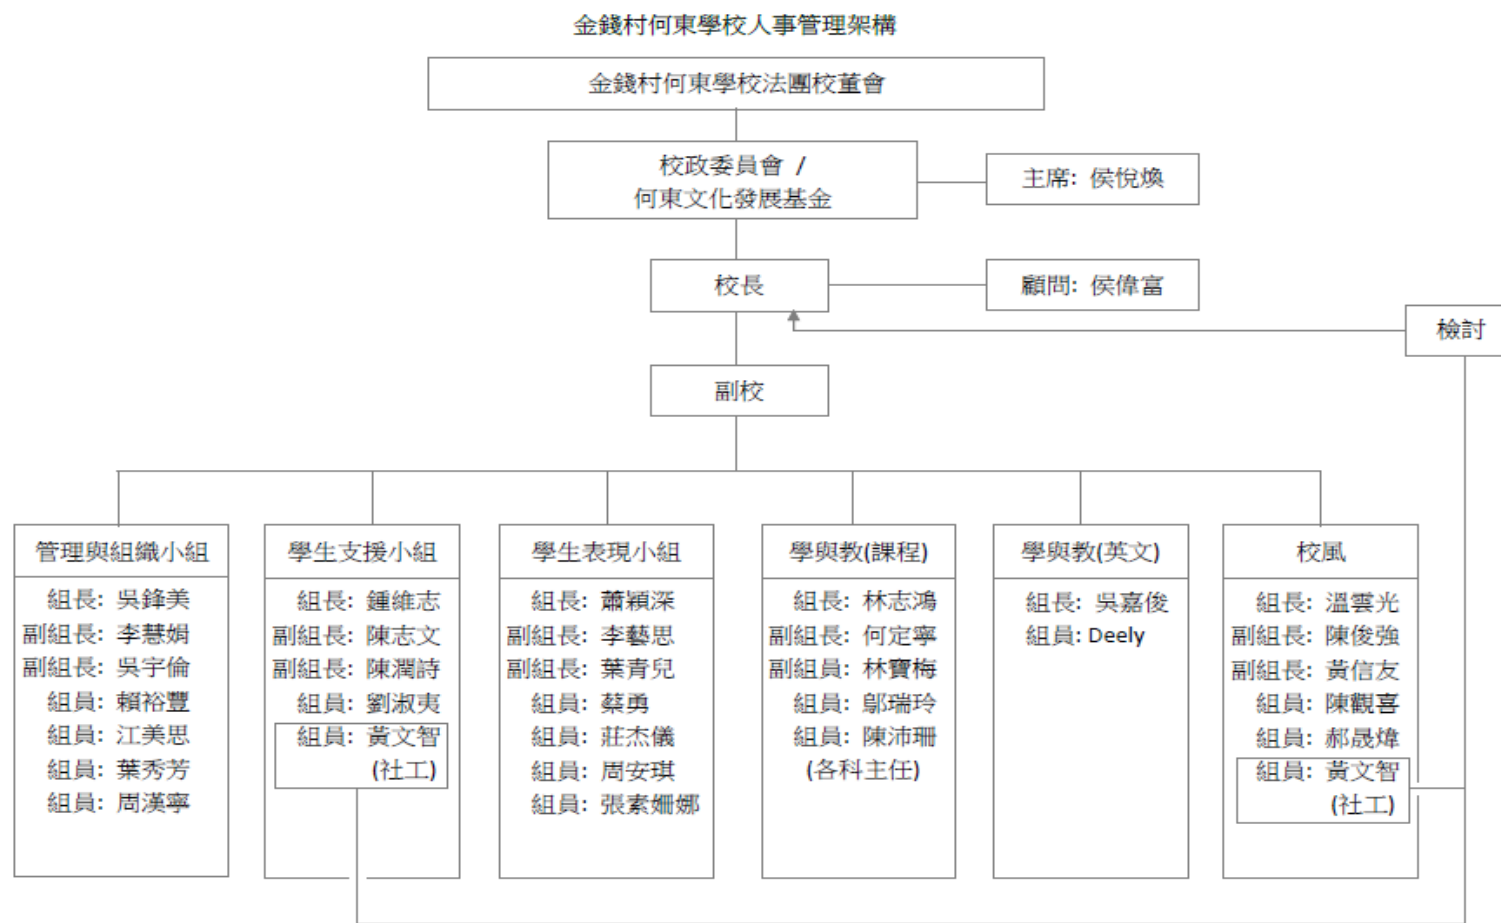 金錢村何東學校人事管理架構
金錢村何東學校法團校董會
校政委員會 /
何東文化發展基金
主席: 侯悅煥
校長
顧問: 侯偉富
檢討
副校
管理與組織小組
組長: 吳鋒美
副組長: 李慧娟
副組長: 吳宇倫
組員: 賴裕豐
組員: 江美思
組員: 葉秀芳
組員: 周漢寧
學生支援小組
組長: 鍾維志
副組長: 陳志文
副組長: 陳潤詩
組員: 劉淑夷
組員: 黃文智
(社工)
學生表現小組
組長: 蕭穎深
副組長: 李藝思
副組長: 葉青兒
組員: 蔡勇
組員: 莊杰儀
組員: 周安琪
組員: 張素姍娜
學與教(課程)
組長: 林志鴻
副組長: 何定寧
副組員: 林寶梅
組員: 鄔瑞玲
組員: 陳沛珊
(各科主任)
學與教(英文)
組長: 吳嘉俊
組員: Deely
校風
組長: 溫雲光
副組長: 陳俊強
副組長: 黃信友
組員: 陳觀喜
組員: 郝晟煒
組員: 黃文智
(社工)